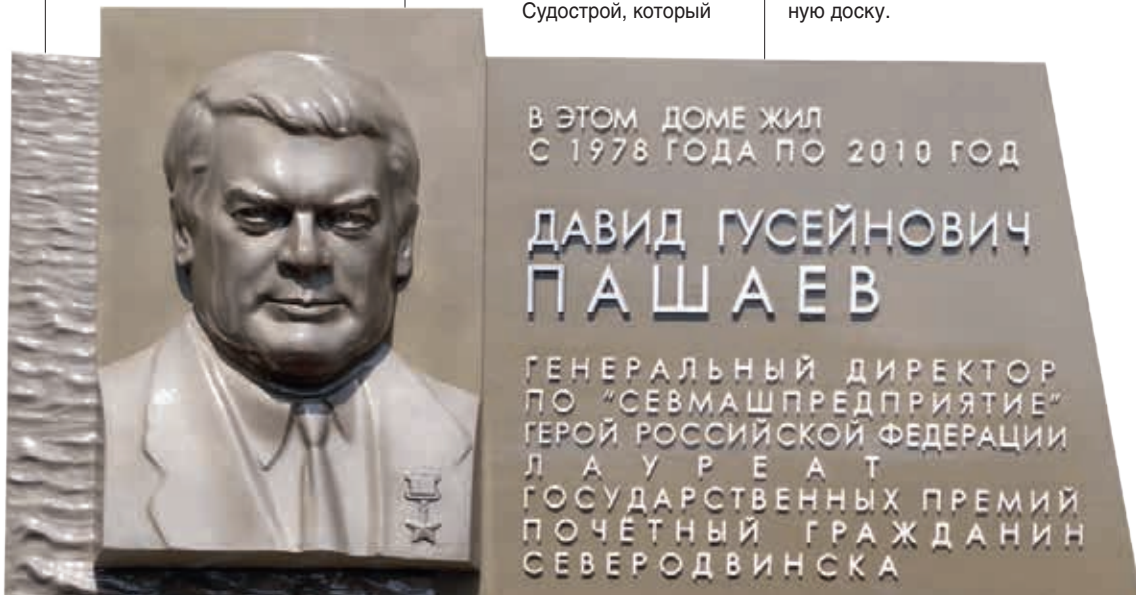 Судострой, который
ную доску.
В ЭТОМ ДОМЕ ЖИЛ
С 1978 ГОДА ПО 2010 ГОД
ДАВИД ГУСЕЙНОВИЧ
ПАШАЕВ
ГЕНЕРАЛЬНЫЙ ДИРЕКТОР
ПО "СЕВМАШПРЕДПРИЯТИЕ"
ГЕРОЙ РОССИЙСКОЙ ФЕДЕРАЦИИ
ЛАУРЕАТ
ГОСУДАРСТВЕННЫХ ПРЕМИЙ
ПОЧЁТНЫЙ ГРАЖДАНИН
СЕВЕРОДВИНСКА